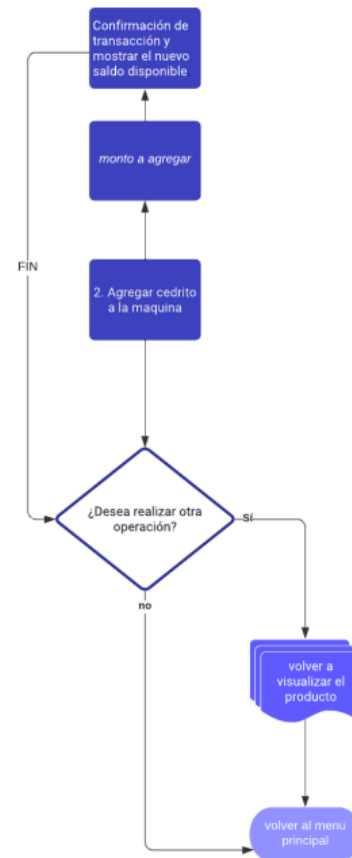 Confirmación de
transacción y
mostrar el nuevo
saldo disponible.
monto a agregar
FIN
2. Agregar cedrito
a la maquina
¿Desea realizar otra
operación?
Sí
no
volver a
visualizar el
producto
volver al menu
principal